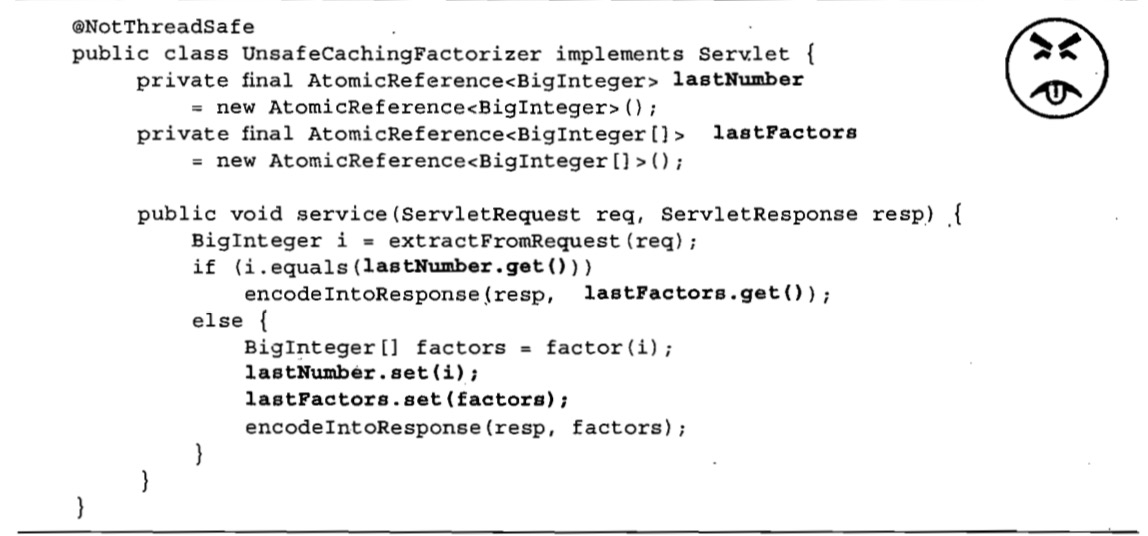 @NotThreadSafe
public class UnsafeCachingFactorizer implements Servlet {
     private final AtomicReference<BigInteger> lastNumber
         = new AtomicReference<BigInteger>();
     private final AtomicReference<BigInteger[]>  lastFactors
         = new AtomicReference<BigInteger[]>();

     public void service(ServletRequest req, ServletResponse resp) {
         BigInteger i = extractFromRequest(req);
         if (i.equals(lastNumber.get()))
             encodeIntoResponse(resp,  lastFactors.get());
         else {
             BigInteger[] factors = factor(i);
             lastNumber.set(i);
             lastFactors.set(factors);
             encodeIntoResponse(resp, factors);
         }
     }
}